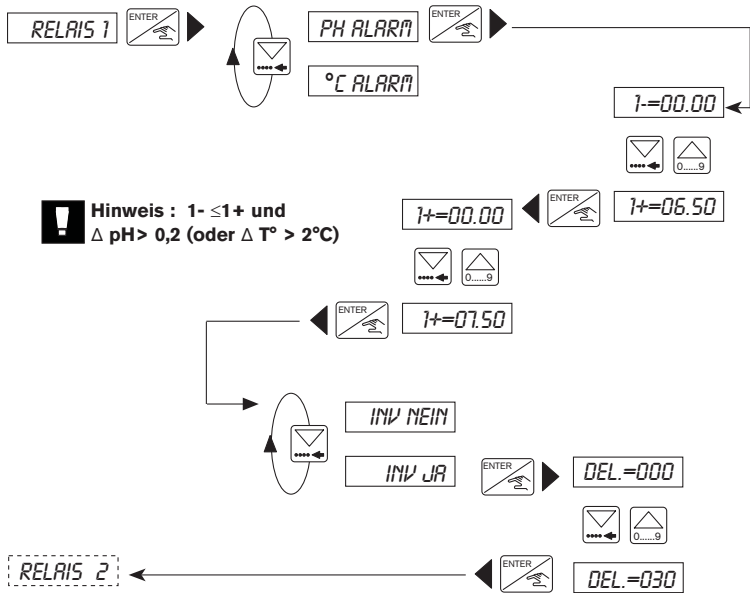 RELAIS 1
ENTER
PH ALARM
ENTER
°C ALARM
1-=00.00
0......9
Hinweis : 1- ≤1+ und
Δ pH> 0,2 (oder Δ T° > 2°C)
1+=00.00
ENTER
1+=06.50
0......9
ENTER
1+=07.50
INV NEIN
INV JA
ENTER
DEL.=000
0......9
RELAIS 2
ENTER
DEL.=030